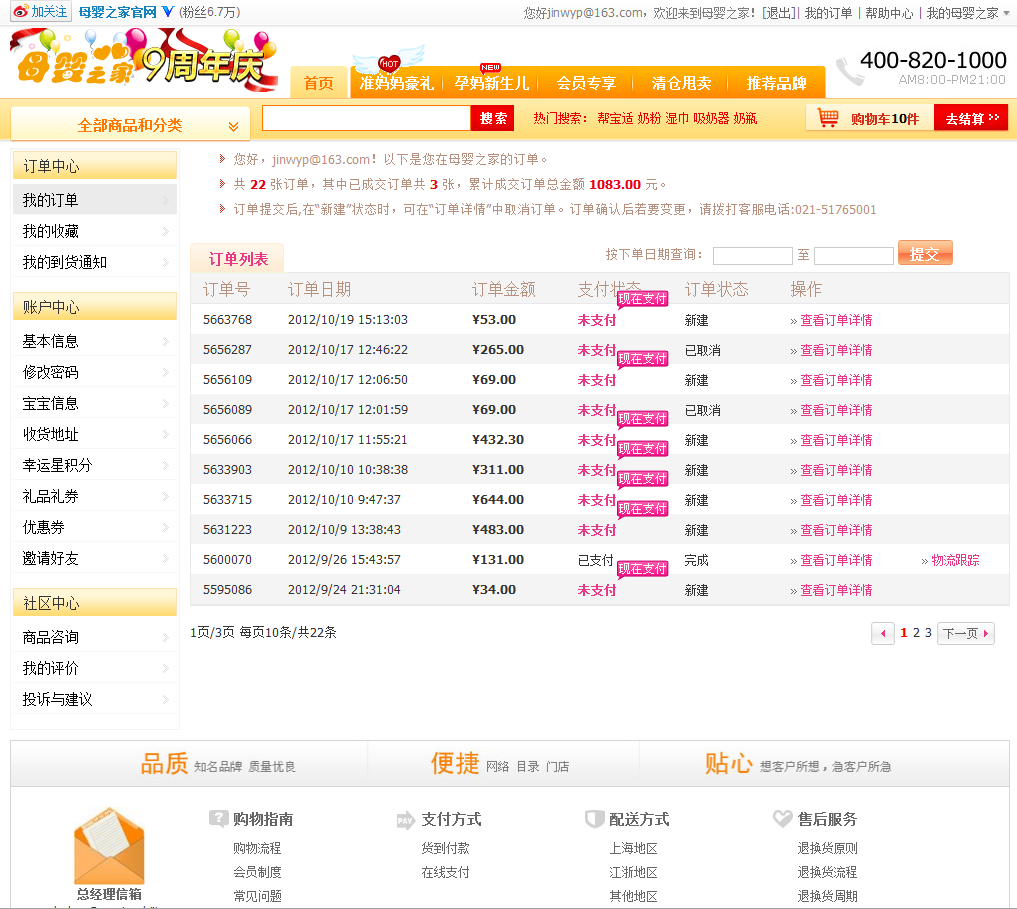 加关注 母婴之家官网 (粉丝6.7万) 您好jinwyp@163.com，欢迎来到母婴之家！ [退出] | 我的订单 | 帮助中心 | 我的母婴之家
母婴之家 9周年庆
HOT NEW
首页 准妈妈豪礼 孕妈新生儿 会员专享 清仓甩卖 推荐品牌
400-820-1000
AM8:00-PM21:00
全部商品和分类 搜索 热门搜索： 帮宝适 奶粉 湿巾 吸奶器 奶瓶 购物车10件 去结算
订单中心
我的订单
我的收藏
我的到货通知
账户中心
基本信息
修改密码
宝宝信息
收货地址
幸运星积分
礼品礼券
优惠券
邀请好友
社区中心
商品咨询
我的评价
投诉与建议
您好，jinwyp@163.com！以下是您在母婴之家的订单。
共 22 张订单，其中已成交订单共 3 张，累计成交订单总金额 1083.00 元。
订单提交后,在“新建”状态时，可在“订单详情”中取消订单。订单确认后若要变更，请拨打客服电话:021-51765001
订单列表 按下单日期查询： 至 提交
订单号 订单日期 订单金额 支付状态 订单状态 操作
现在支付
5663768 2012/10/19 15:13:03 ¥53.00 未支付 新建 » 查看订单详情
5656287 2012/10/17 12:46:22 ¥265.00 未支付 已取消 » 查看订单详情
现在支付
5656109 2012/10/17 12:06:50 ¥69.00 未支付 新建 » 查看订单详情
5656089 2012/10/17 12:01:59 ¥69.00 未支付 已取消 » 查看订单详情
现在支付
5656066 2012/10/17 11:55:21 ¥432.30 未支付 新建 » 查看订单详情
现在支付
5633903 2012/10/10 10:38:38 ¥311.00 未支付 新建 » 查看订单详情
现在支付
5633715 2012/10/10 9:47:37 ¥644.00 未支付 新建 » 查看订单详情
现在支付
5631223 2012/10/9 13:38:43 ¥483.00 未支付 新建 » 查看订单详情
5600070 2012/9/26 15:43:57 ¥131.00 已支付 完成 » 查看订单详情 » 物流跟踪
现在支付
5595086 2012/9/24 21:31:04 ¥34.00 未支付 新建 » 查看订单详情
1页/3页 每页10条/共22条 1 2 3 下一页
品质 知名品牌 质量优良 便捷 网络 目录 门店 贴心 想客户所想，急客户所急
总经理信箱
? 购物指南
购物流程
会员制度
常见问题
PAY 支付方式
货到付款
在线支付
配送方式
上海地区
江浙地区
其他地区
售后服务
退换货原则
退换货流程
退换货周期